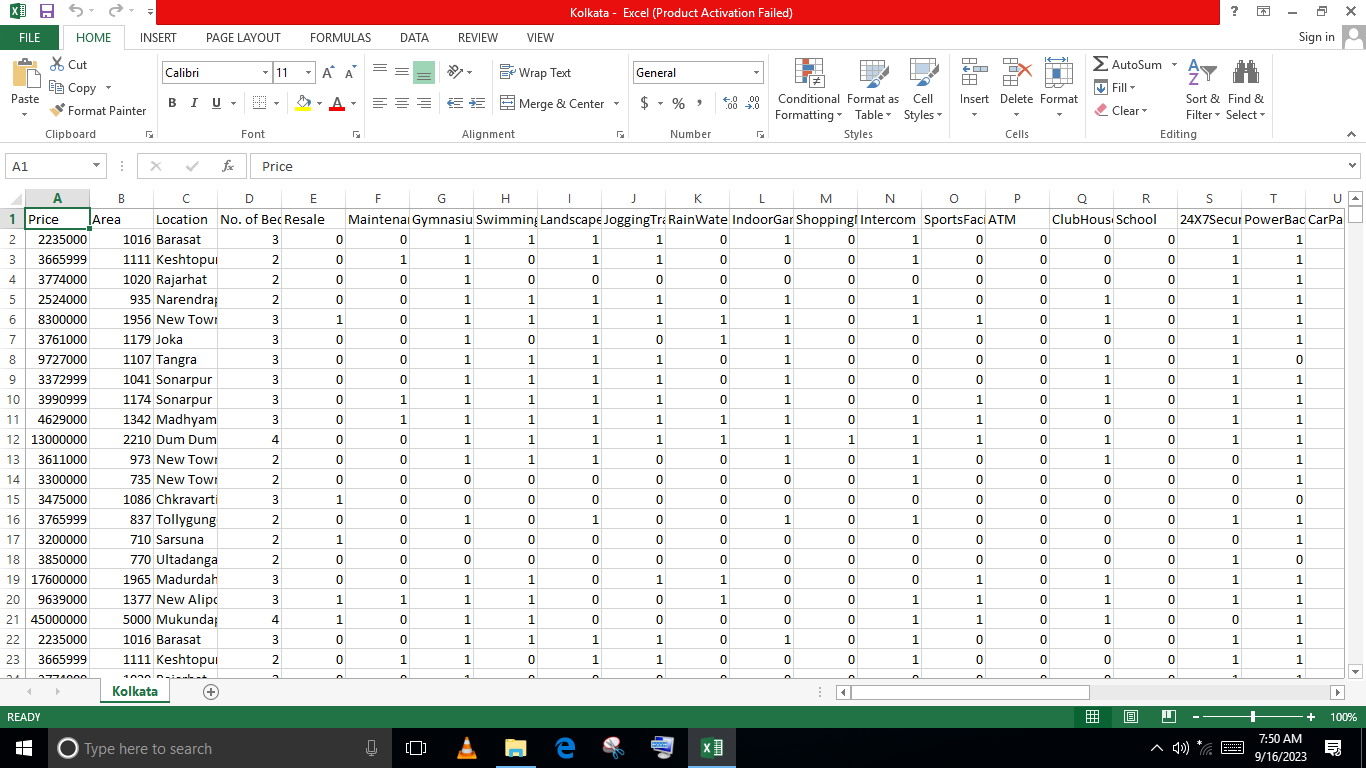 Kolkata - Excel (Product Activation Failed)
FILE HOME INSERT PAGE LAYOUT FORMULAS DATA REVIEW VIEW Sign in
Paste Cut Copy Format Painter
Clipboard
Calibri 11
B I U
Font
Wrap Text
Merge & Center
Alignment
General
$ % ,
Number
Conditional Formatting Format as Table Cell Styles
Styles
Insert Delete Format
Cells
AutoSum Fill Clear Sort & Filter Find & Select
Editing
A1 fx Price
A B C D E F G H I J K L M N O P Q R S T U
1 Price Area Location No. of Bec Resale Maintenan Gymnasiu Swimming Landscape JoggingTra RainWate IndoorGar Shopping Intercom SportsFaci ATM ClubHous School 24X7Secur PowerBac CarPa
2 2235000 1016 Barasat 3 0 0 1 1 1 1 0 1 0 1 0 0 0 0 1 1
3 3665999 1111 Keshtopu 2 0 1 1 0 1 1 0 1 0 1 0 0 0 0 1 1
4 3774000 1020 Rajarhat 2 0 0 1 0 0 0 0 0 0 1 0 0 0 0 1 1
5 2524000 935 Narendrap 2 0 0 1 1 1 1 0 1 0 1 0 0 1 0 1 1
6 8300000 1956 New Town 3 1 0 1 1 1 1 1 1 0 1 1 0 1 0 1 1
7 3761000 1179 Joka 3 0 0 1 0 1 0 1 1 0 1 0 0 0 0 1 1
8 9727000 1107 Tangra 3 0 0 1 1 1 1 0 1 0 1 0 0 1 0 1 0
9 3372999 1041 Sonarpur 3 0 0 1 1 1 1 0 1 0 0 0 0 1 0 1 1
10 3990999 1174 Sonarpur 3 0 1 1 1 1 1 0 1 0 1 1 0 1 0 1 1
11 4629000 1342 Madhyam 3 0 1 1 1 1 1 1 1 0 1 1 0 1 0 1 1
12 13000000 2210 Dum Dum 4 0 0 1 1 1 1 1 1 1 1 1 0 1 0 1 1
13 3611000 973 New Town 2 0 0 1 1 1 0 0 1 0 1 0 0 1 0 0 1
14 3300000 735 New Town 2 0 0 0 0 0 0 0 0 0 1 0 0 0 0 0 1
15 3475000 1086 Chkravarti 3 1 0 0 0 0 0 0 0 0 0 0 0 0 0 0 0
16 3765999 837 Tollygung 2 0 0 1 0 1 0 0 1 0 1 0 0 0 0 1 1
17 3200000 710 Sarsuna 2 1 0 0 0 0 0 0 0 0 0 0 0 0 0 0 1
18 3850000 770 Ultadanga 2 0 0 0 0 0 0 0 0 0 0 0 0 0 0 1 0
19 17600000 1965 Madurdah 3 0 0 1 1 0 1 1 0 0 0 1 0 1 0 1 1
20 9639000 1377 New Alipo 3 1 1 1 1 0 0 1 0 0 1 1 0 1 0 1 1
21 45000000 5000 Mukundap 4 1 0 1 1 0 0 0 0 0 1 1 0 1 0 0 1
22 2235000 1016 Barasat 3 0 0 1 1 1 1 0 1 0 1 0 0 0 0 1 1
23 3665999 1111 Keshtopu 2 0 1 1 0 1 1 0 1 0 1 0 0 0 0 1 1
Kolkata
READY 100%
Type here to search
7:50 AM
9/16/2023